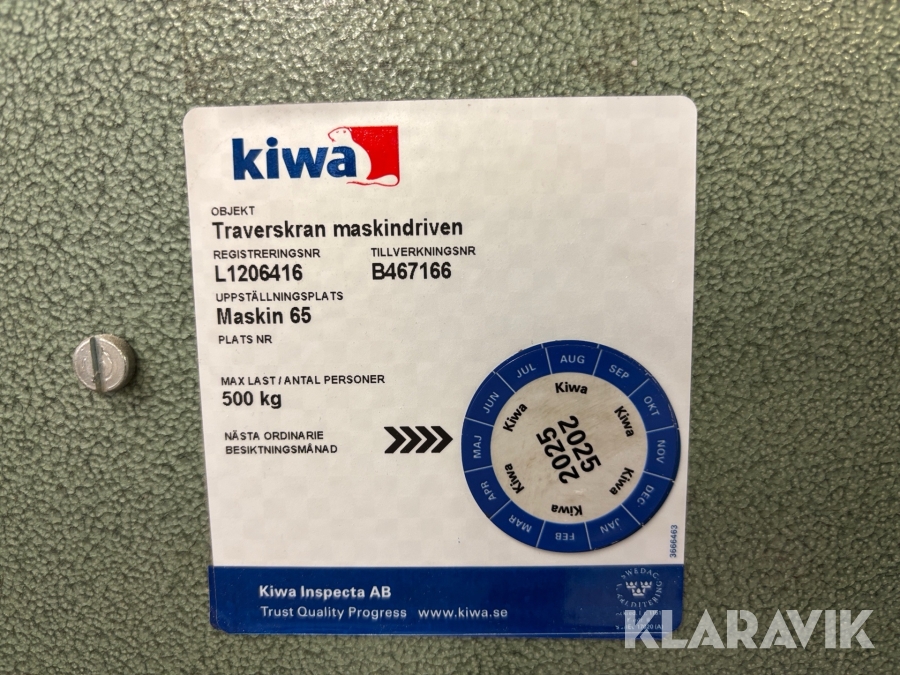 kiwa
OBJEKT
Traverskran maskindriven
REGISTRERINGSNR TILLVERKNINGSNR
L1206416 B467166
UPPSTÄLLNINGSPLATS
Maskin 65
PLATS NR
MAX LAST / ANTAL PERSONER
500 kg
NÄSTA ORDINARIE
BESIKTNINGSMÅNAD
JAN FEB MAR APR MAJ JUN JUL AUG SEP OKT NOV DEC
Kiwa Kiwa Kiwa Kiwa Kiwa Kiwa
2025
2025
3666463
Kiwa Inspecta AB
Trust Quality Progress www.kiwa.se
SWEDAC
ACKREDITERING
KLARAVIK